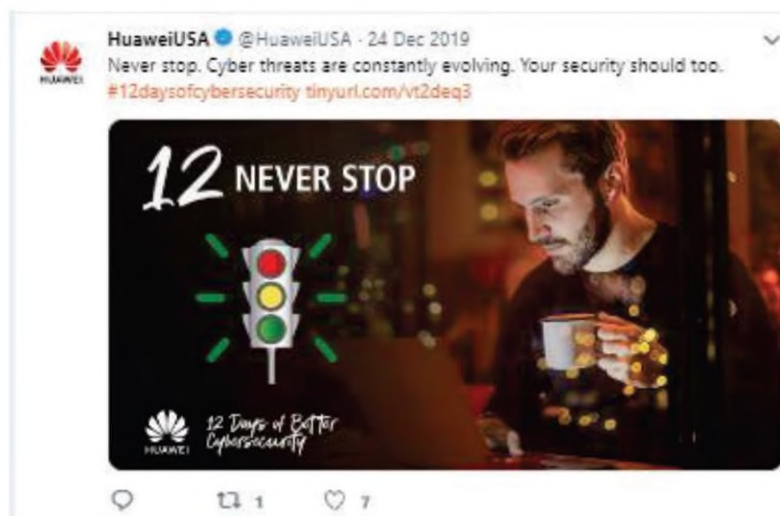 HuaweiUSA @HuaweiUSA · 24 Dec 2019
Never stop. Cyber threats are constantly evolving. Your security should too.
#12daysofcybersecurity tinyurl.com/vt2deq3
HUAWEI
12 NEVER STOP
HUAWEI
12 Days of Better
Cybersecurity
1
7